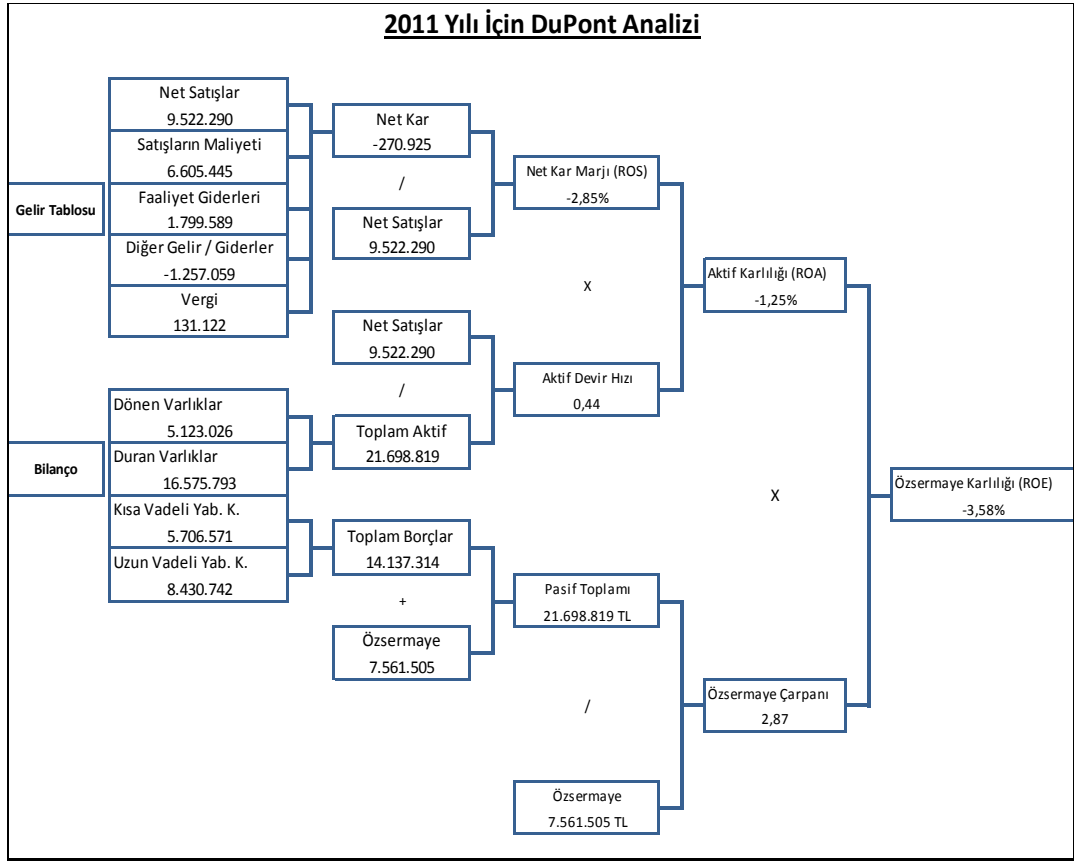 2011 Yılı İçin DuPont Analizi
Gelir Tablosu
Net Satışlar
9.522.290
Satışların Maliyeti
6.605.445
Faaliyet Giderleri
1.799.589
Diğer Gelir / Giderler
-1.257.059
Vergi
131.122
Net Kar
-270.925
/
Net Satışlar
9.522.290
Net Kar Marjı (ROS)
-2,85%
X
Net Satışlar
9.522.290
/
Toplam Aktif
21.698.819
Aktif Devir Hızı
0,44
Aktif Karlılığı (ROA)
-1,25%
Bilanço
Dönen Varlıklar
5.123.026
Duran Varlıklar
16.575.793
Kısa Vadeli Yab. K.
5.706.571
Uzun Vadeli Yab. K.
8.430.742
Toplam Borçlar
14.137.314
+
Özsermaye
7.561.505
Pasif Toplamı
21.698.819 TL
/
Özsermaye
7.561.505 TL
Özsermaye Çarpanı
2,87
X
Özsermaye Karlılığı (ROE)
-3,58%